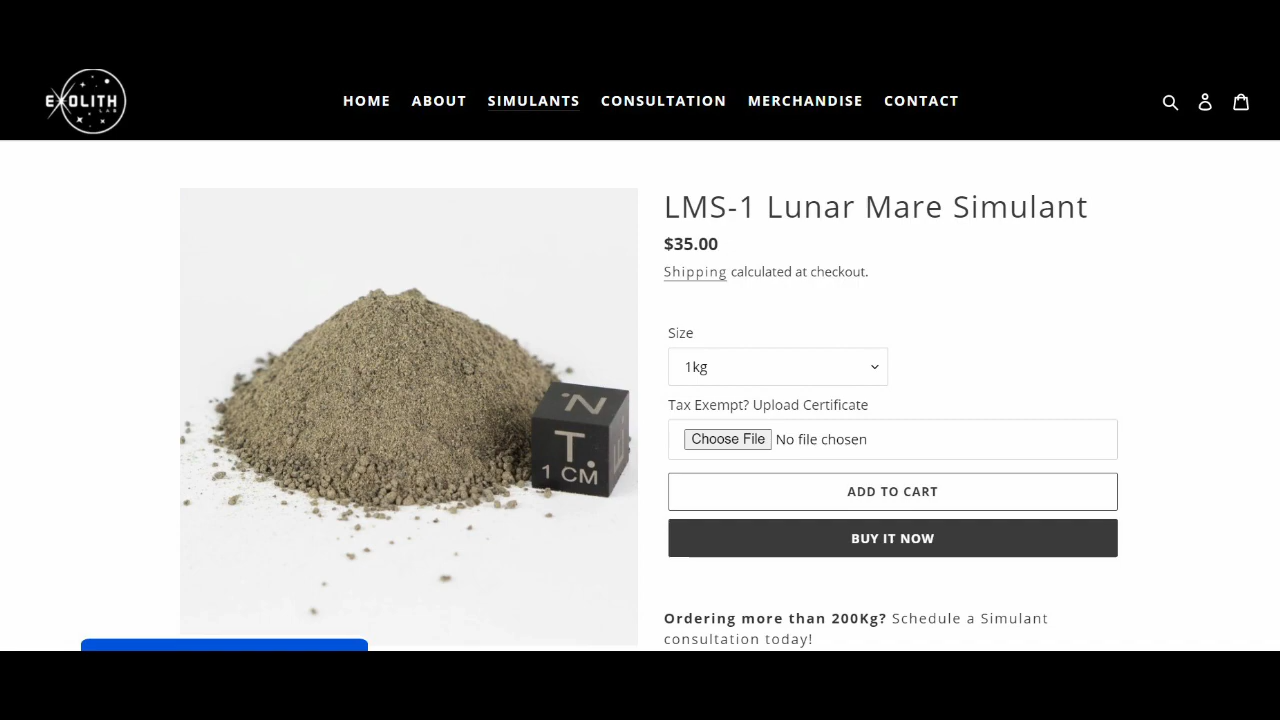 EXOLITH
LAB
HOME ABOUT SIMULANTS CONSULTATION MERCHANDISE CONTACT
LMS-1 Lunar Mare Simulant
$35.00
Shipping calculated at checkout.
Size
1kg
Tax Exempt? Upload Certificate
Choose File No file chosen
ADD TO CART
BUY IT NOW
Ordering more than 200Kg? Schedule a Simulant
consultation today!
N
T.
E
1 CM